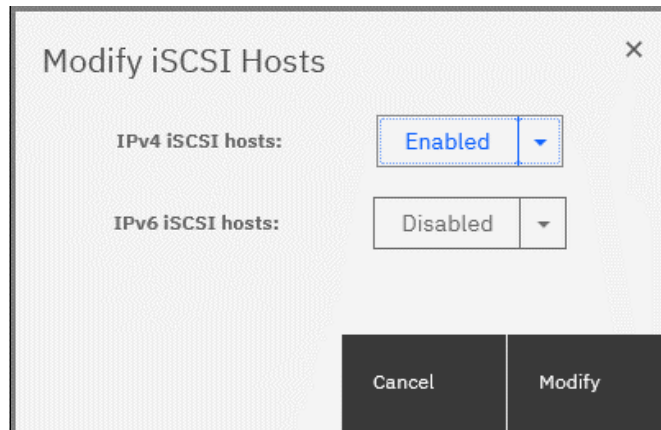 Modify iSCSI Hosts
IPv4 iSCSI hosts: Enabled
IPv6 iSCSI hosts: Disabled
Cancel Modify